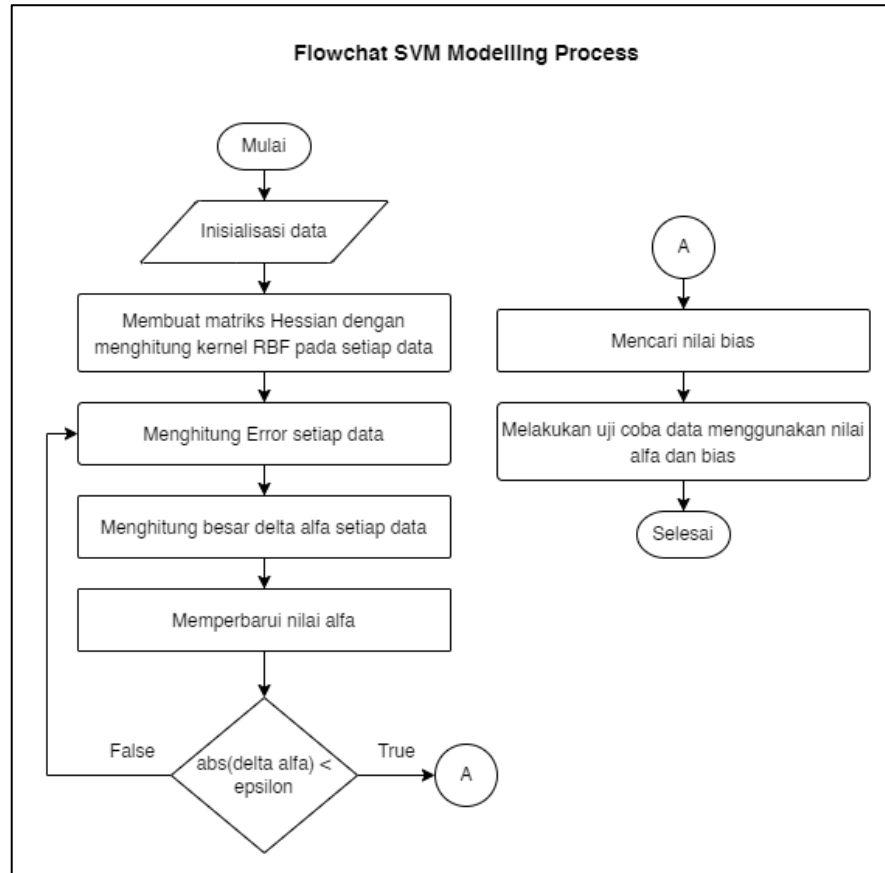 Flowchat SVM Modelling Process
Mulai
Inisialisasi data
Membuat matriks Hessian dengan
menghitung kernel RBF pada setiap data
Menghitung Error setiap data
Menghitung besar delta alfa setiap data
Memperbarui nilai alfa
False
abs(delta alfa) <
epsilon
True
A
A
Mencari nilai bias
Melakukan uji coba data menggunakan nilai
alfa dan bias
Selesai